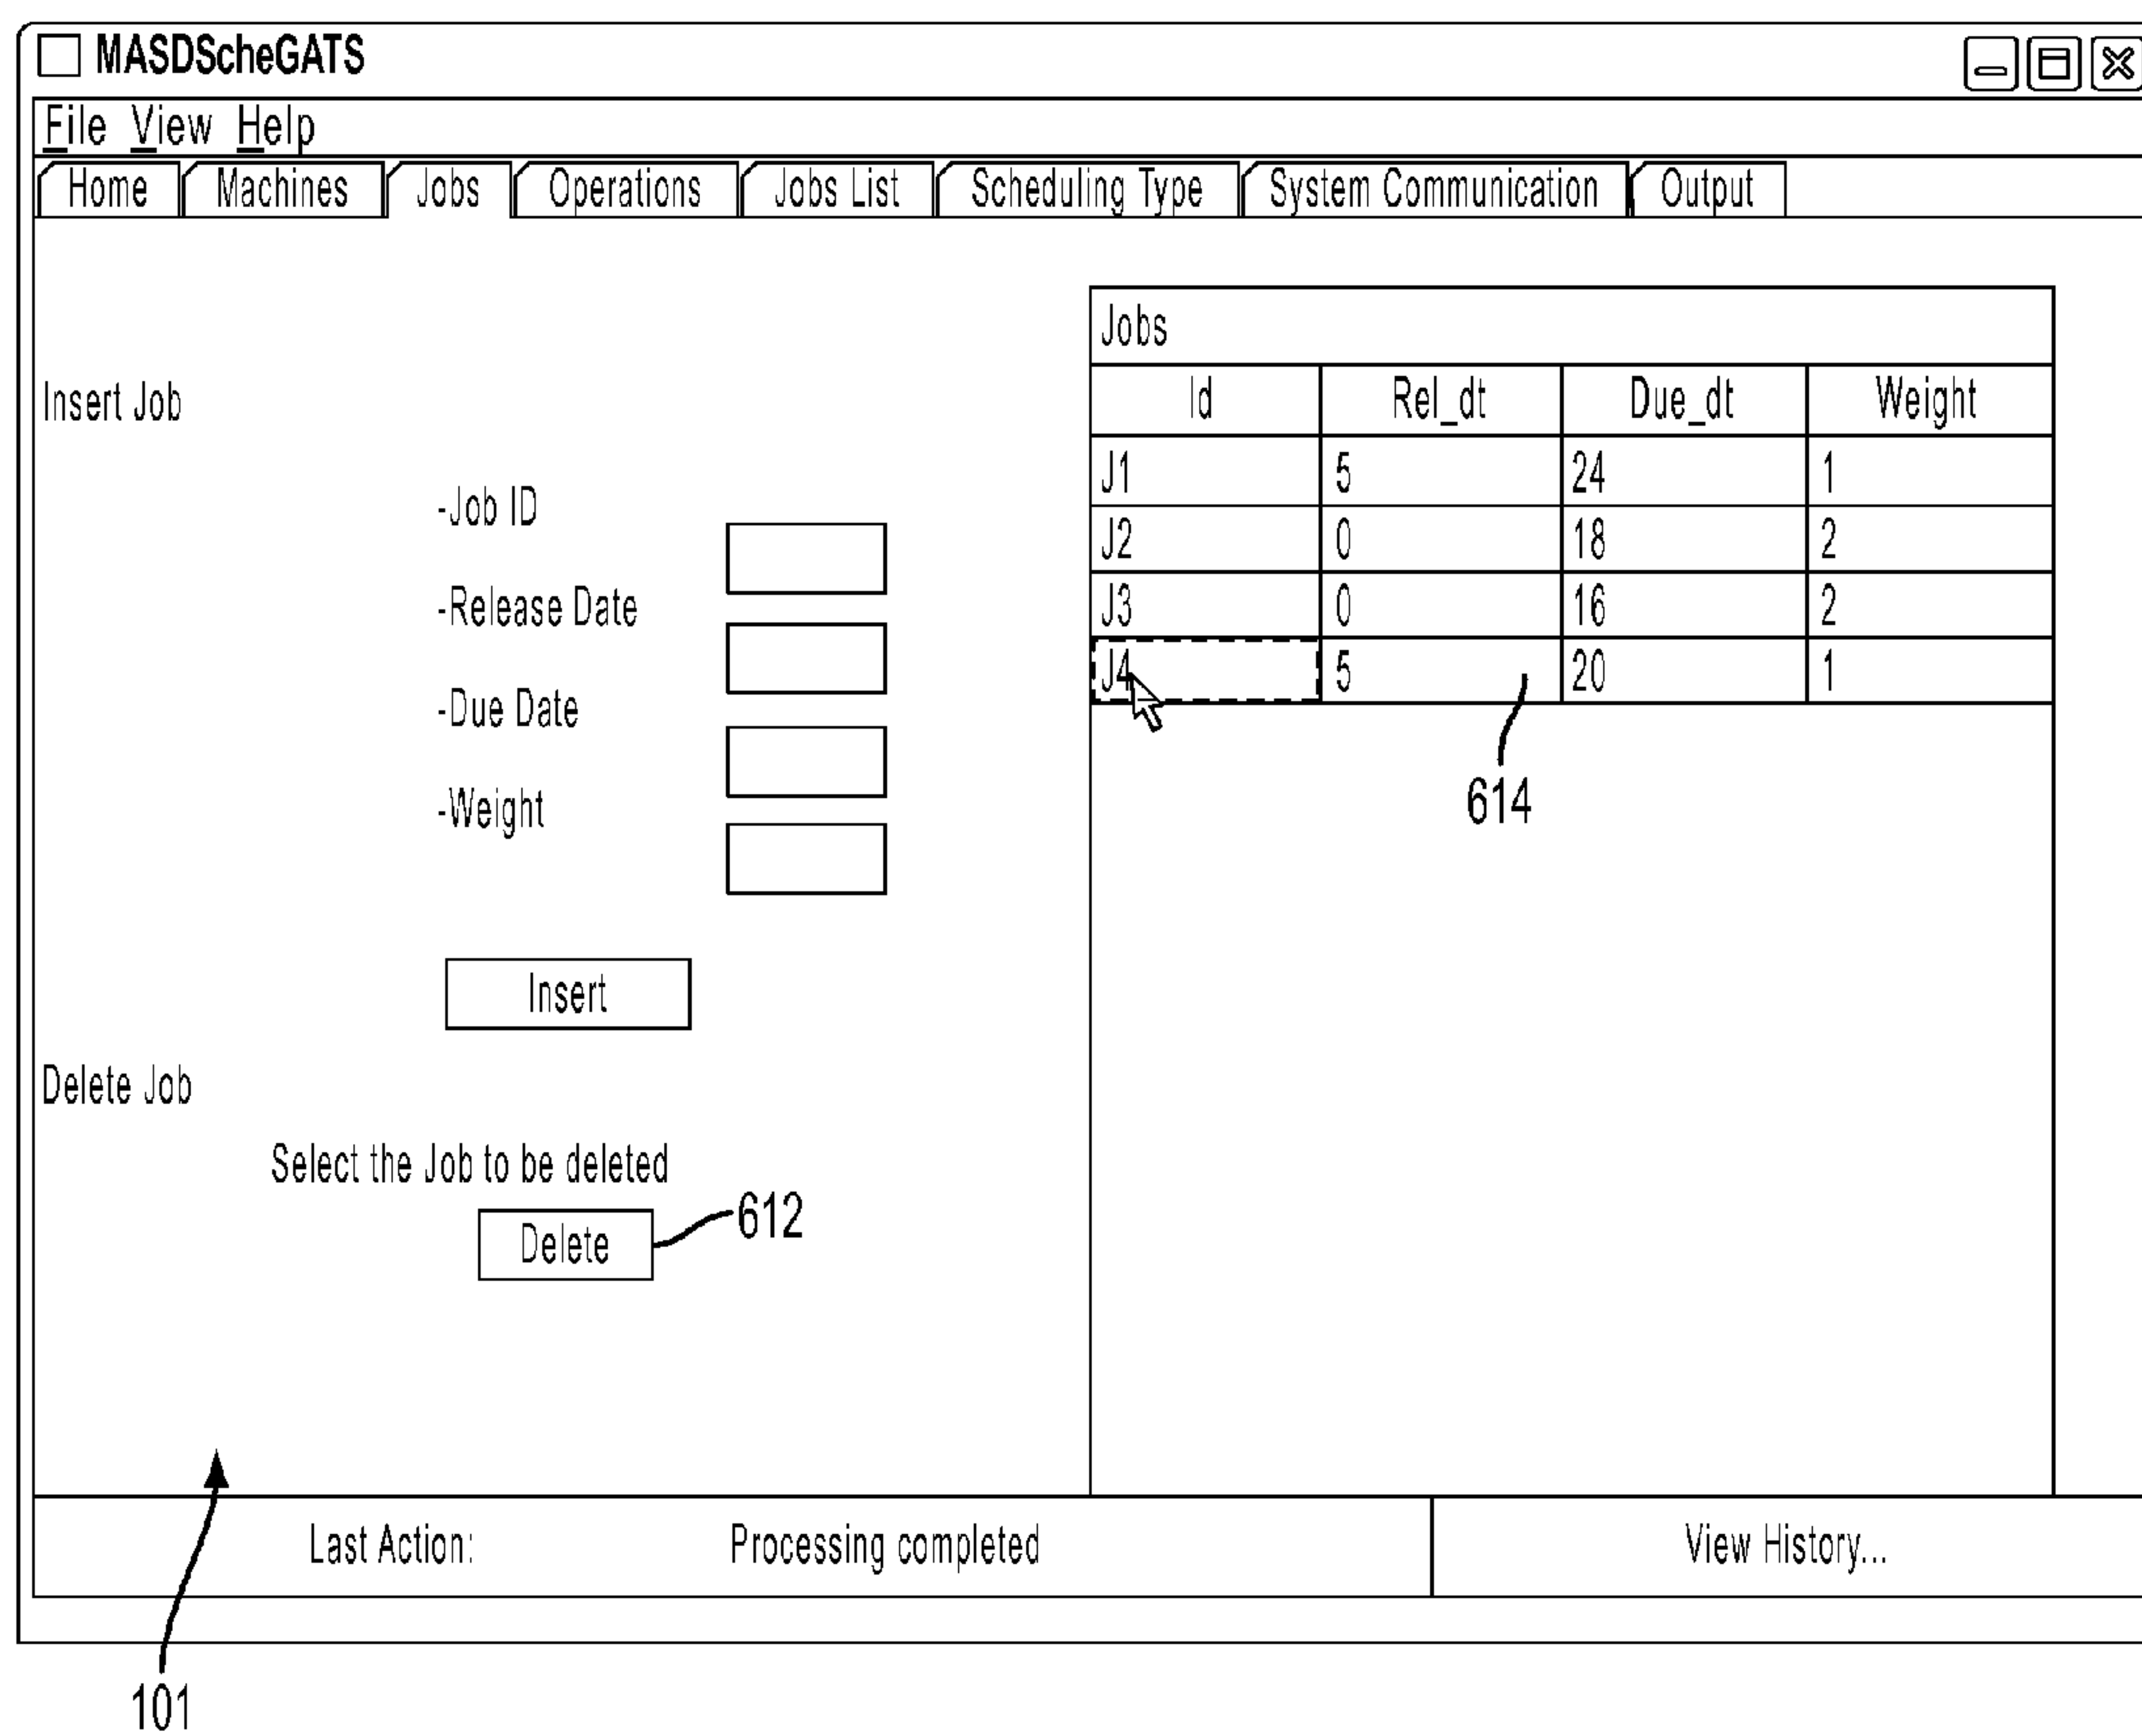 MASDScheGATS
File View Help
Home Machines Jobs Operations Jobs List Scheduling Type System Communication Output
Insert Job
-Job ID
-Release Date
-Due Date
-Weight
Insert
Delete Job
Select the Job to be deleted
Delete
612
Jobs
Id Rel_dt Due_dt Weight
J1 5 24 1
J2 0 18 2
J3 0 16 2
J4 5 20 1
614
Last Action: Processing completed View History...
101